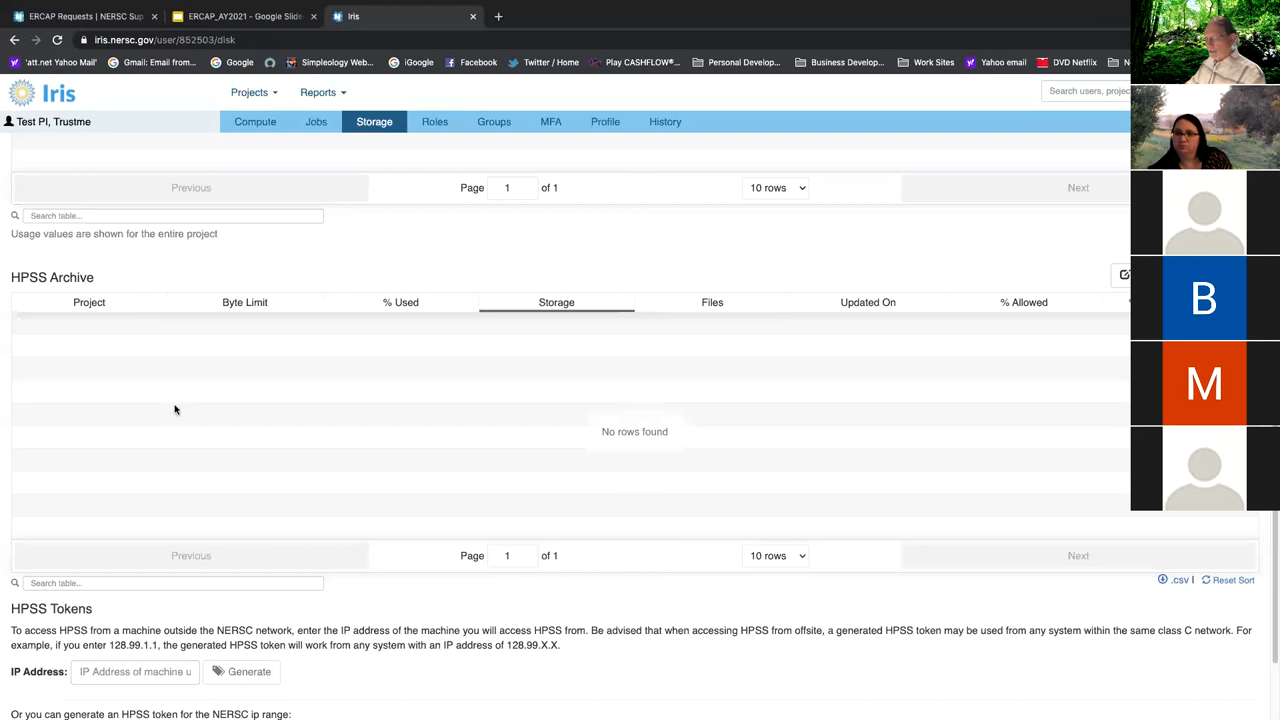 ERCAP Requests | NERSC Sup
ERCAP_AY2021 - Google Slide
Iris
iris.nersc.gov/user/852503/disk
'att.net Yahoo Mail'
Gmail: Email from...
Google
Simpleology Web...
iGoogle
Facebook
Twitter / Home
Play CASHFLOW®...
Personal Develop...
Business Develop...
Work Sites
Yahoo email
DVD Netflix
Iris
Projects
Reports
Search users, projec
Test PI, Trustme
Compute
Jobs
Storage
Roles
Groups
MFA
Profile
History
Previous
Page 1 of 1
10 rows
Next
Search table...
Usage values are shown for the entire project
HPSS Archive
Project
Byte Limit
% Used
Storage
Files
Updated On
% Allowed
No rows found
Previous
Page 1 of 1
10 rows
Next
Search table...
.csv |
Reset Sort
HPSS Tokens
To access HPSS from a machine outside the NERSC network, enter the IP address of the machine you will access HPSS from. Be advised that when accessing HPSS from offsite, a generated HPSS token may be used from any system within the same class C network. For
example, if you enter 128.99.1.1, the generated HPSS token will work from any system with an IP address of 128.99.X.X.
IP Address:
IP Address of machine u
Generate
Or you can generate an HPSS token for the NERSC ip range:
B
M